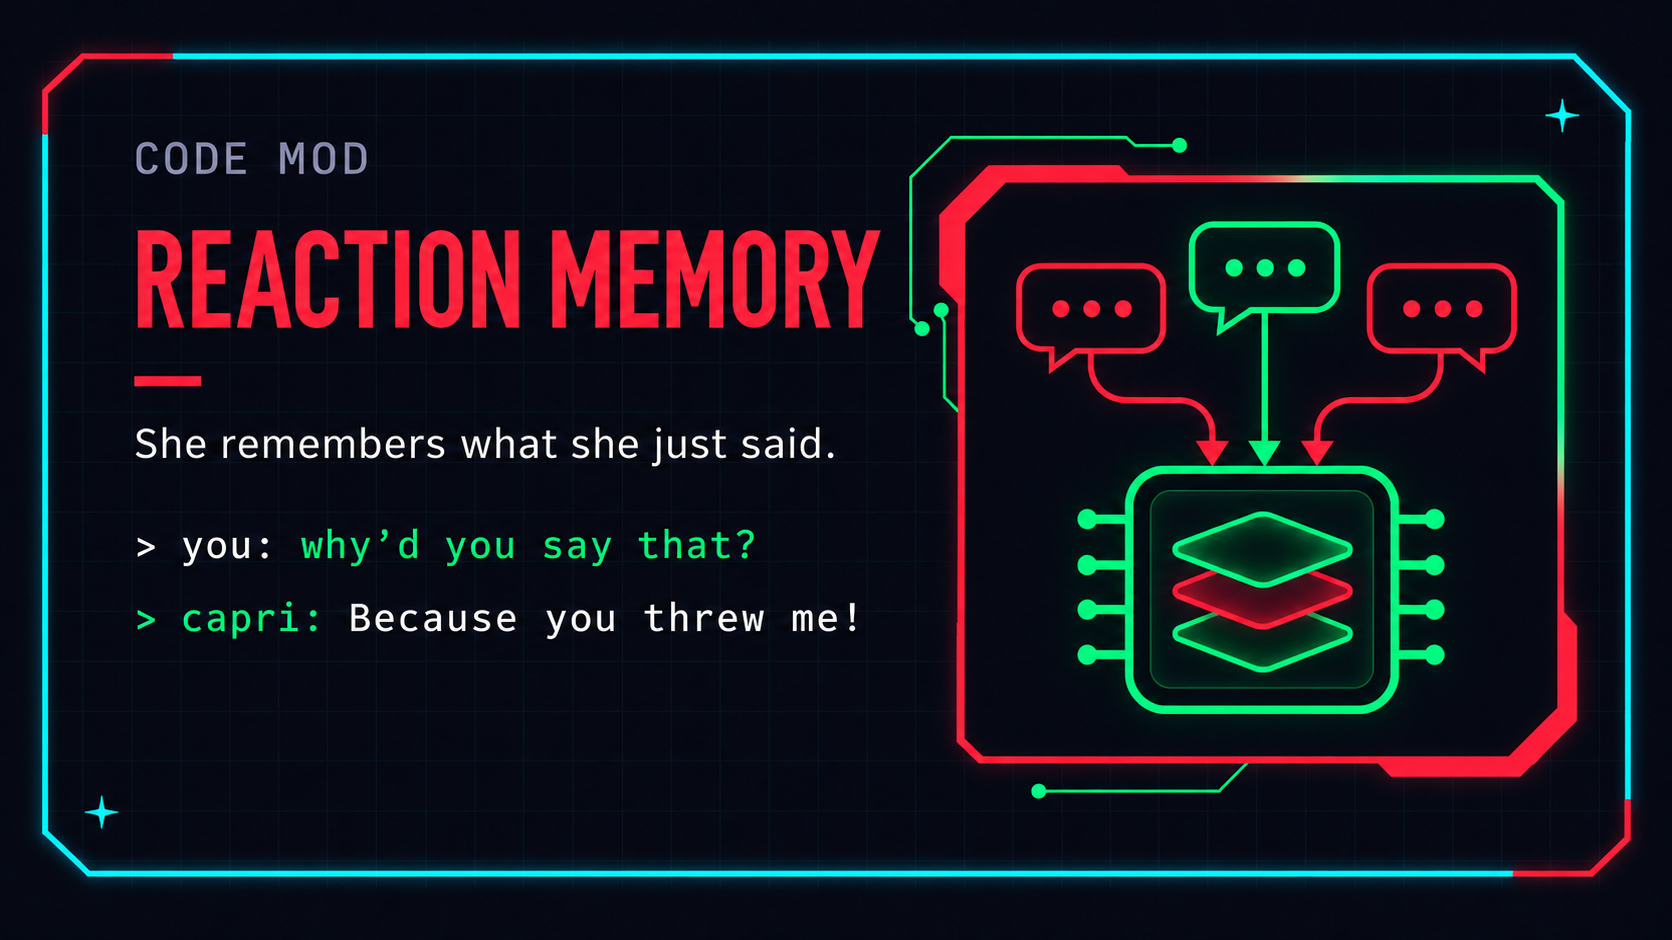 CODE MOD
REACTION MEMORY
She remembers what she just said.
> you: why’d you say that?
> capri: Because you threw me!